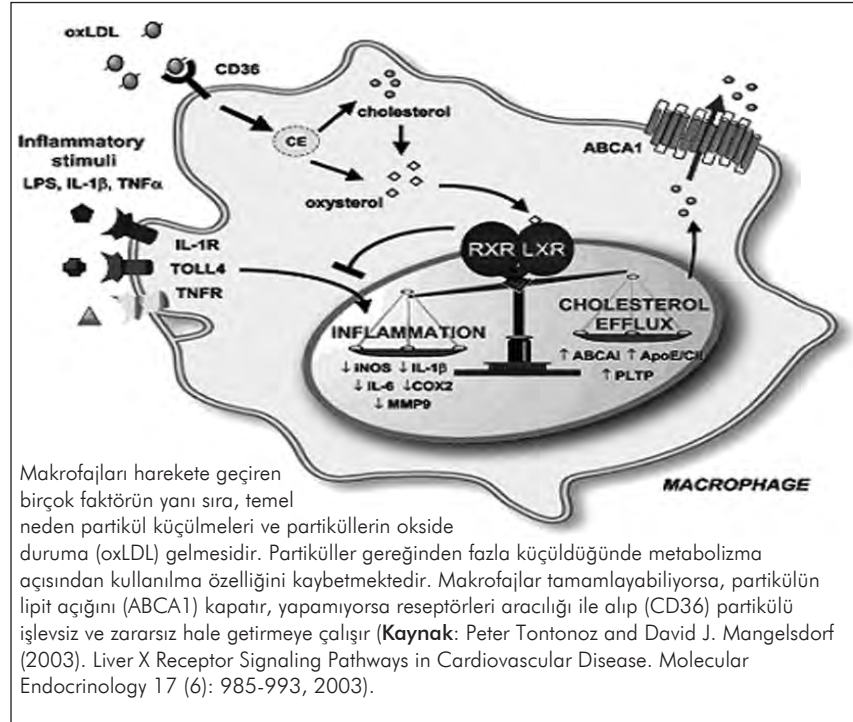 oxLDL
CD36
cholesterol
CE
oxysterol
ABCA1
Inflammatory
stimuli
LPS, IL-1β, TNFα
IL-1R
TOLL4
TNFR
RXR LXR
INFLAMMATION
↓ iNOS ↓ IL-1β
↓ IL-6 ↓COX2
↓ MMP9
CHOLESTEROL
EFFLUX
↑ ABCAI ↑
↑ PLTP
MACROPHAGE
Makrofajları harekete geçiren
birçok faktörün yanı sıra, temel
neden partikül küçülmeleri ve partiküllerin okside
duruma (oxLDL) gelmesidir. Partiküller gereğinden fazla küçüldüğünde metabolizma
açısından kullanılma özelliğini kaybetmektedir. Makrofajlar tamamlayabiliyorsa, partikülün
lipit açığını (ABCA1) kapatır, yapamıyorsa reseptörleri aracılığı ile alıp (CD36) partikülü
işlevsiz ve zararsız hale getirmeye çalışır (Kaynak: Peter Tontonoz and David J. Mangelsdorf
(2003). Liver X Receptor Signaling Pathways in Cardiovascular Disease. Molecular
Endocrinology 17 (6): 985-993, 2003).